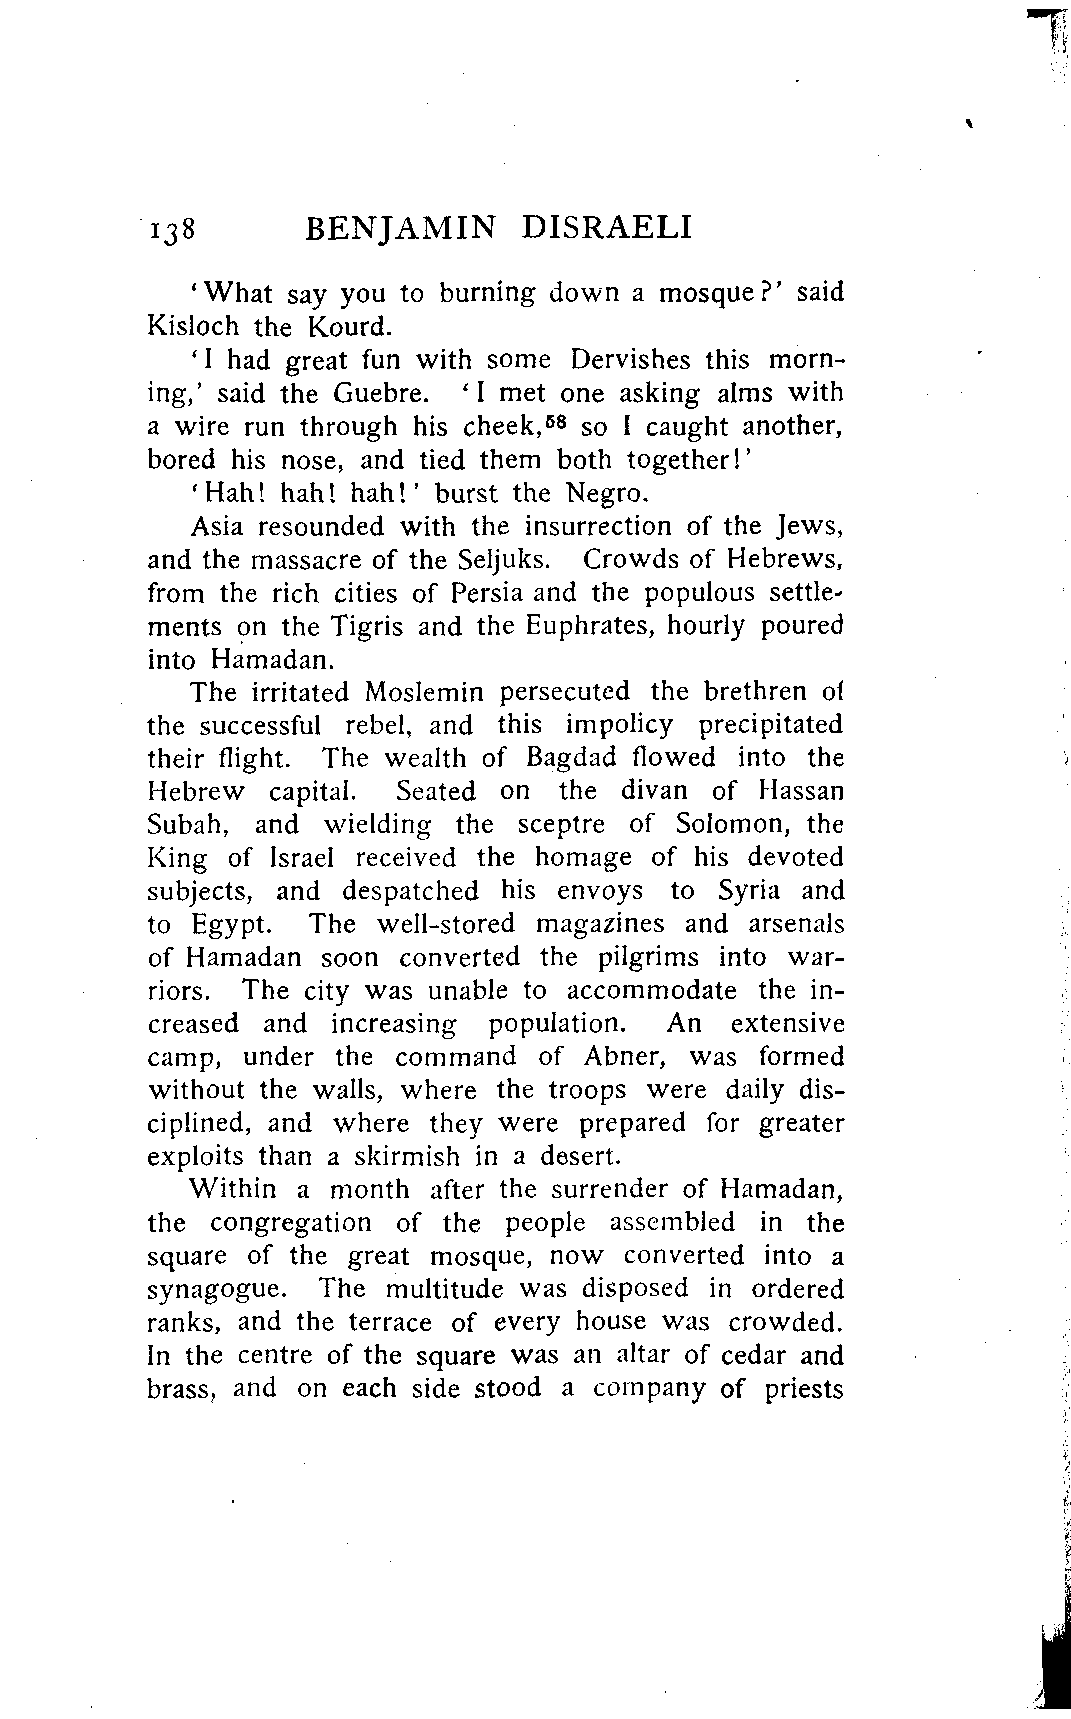 138 BENJAMIN DISRAELI
'What say you to burning down a mosque?' said
Kisloch the Kourd.
'I had great fun with some Dervishes this morn-
ing,' said the Guebre. 'I met one asking alms with
a wire run through his cheek,⁵⁸ so I caught another,
bored his nose, and tied them both together!'
'Hah! hah! hah!' burst the Negro.
Asia resounded with the insurrection of the Jews,
and the massacre of the Seljuks. Crowds of Hebrews,
from the rich cities of Persia and the populous settle-
ments on the Tigris and the Euphrates, hourly poured
into Hamadan.
The irritated Moslemin persecuted the brethren of
the successful rebel, and this impolicy precipitated
their flight. The wealth of Bagdad flowed into the
Hebrew capital. Seated on the divan of Hassan
Subah, and wielding the sceptre of Solomon, the
King of Israel received the homage of his devoted
subjects, and despatched his envoys to Syria and
to Egypt. The well-stored magazines and arsenals
of Hamadan soon converted the pilgrims into war-
riors. The city was unable to accommodate the in-
creased and increasing population. An extensive
camp, under the command of Abner, was formed
without the walls, where the troops were daily dis-
ciplined, and where they were prepared for greater
exploits than a skirmish in a desert.
Within a month after the surrender of Hamadan,
the congregation of the people assembled in the
square of the great mosque, now converted into a
synagogue. The multitude was disposed in ordered
ranks, and the terrace of every house was crowded.
In the centre of the square was an altar of cedar and
brass, and on each side stood a company of priests